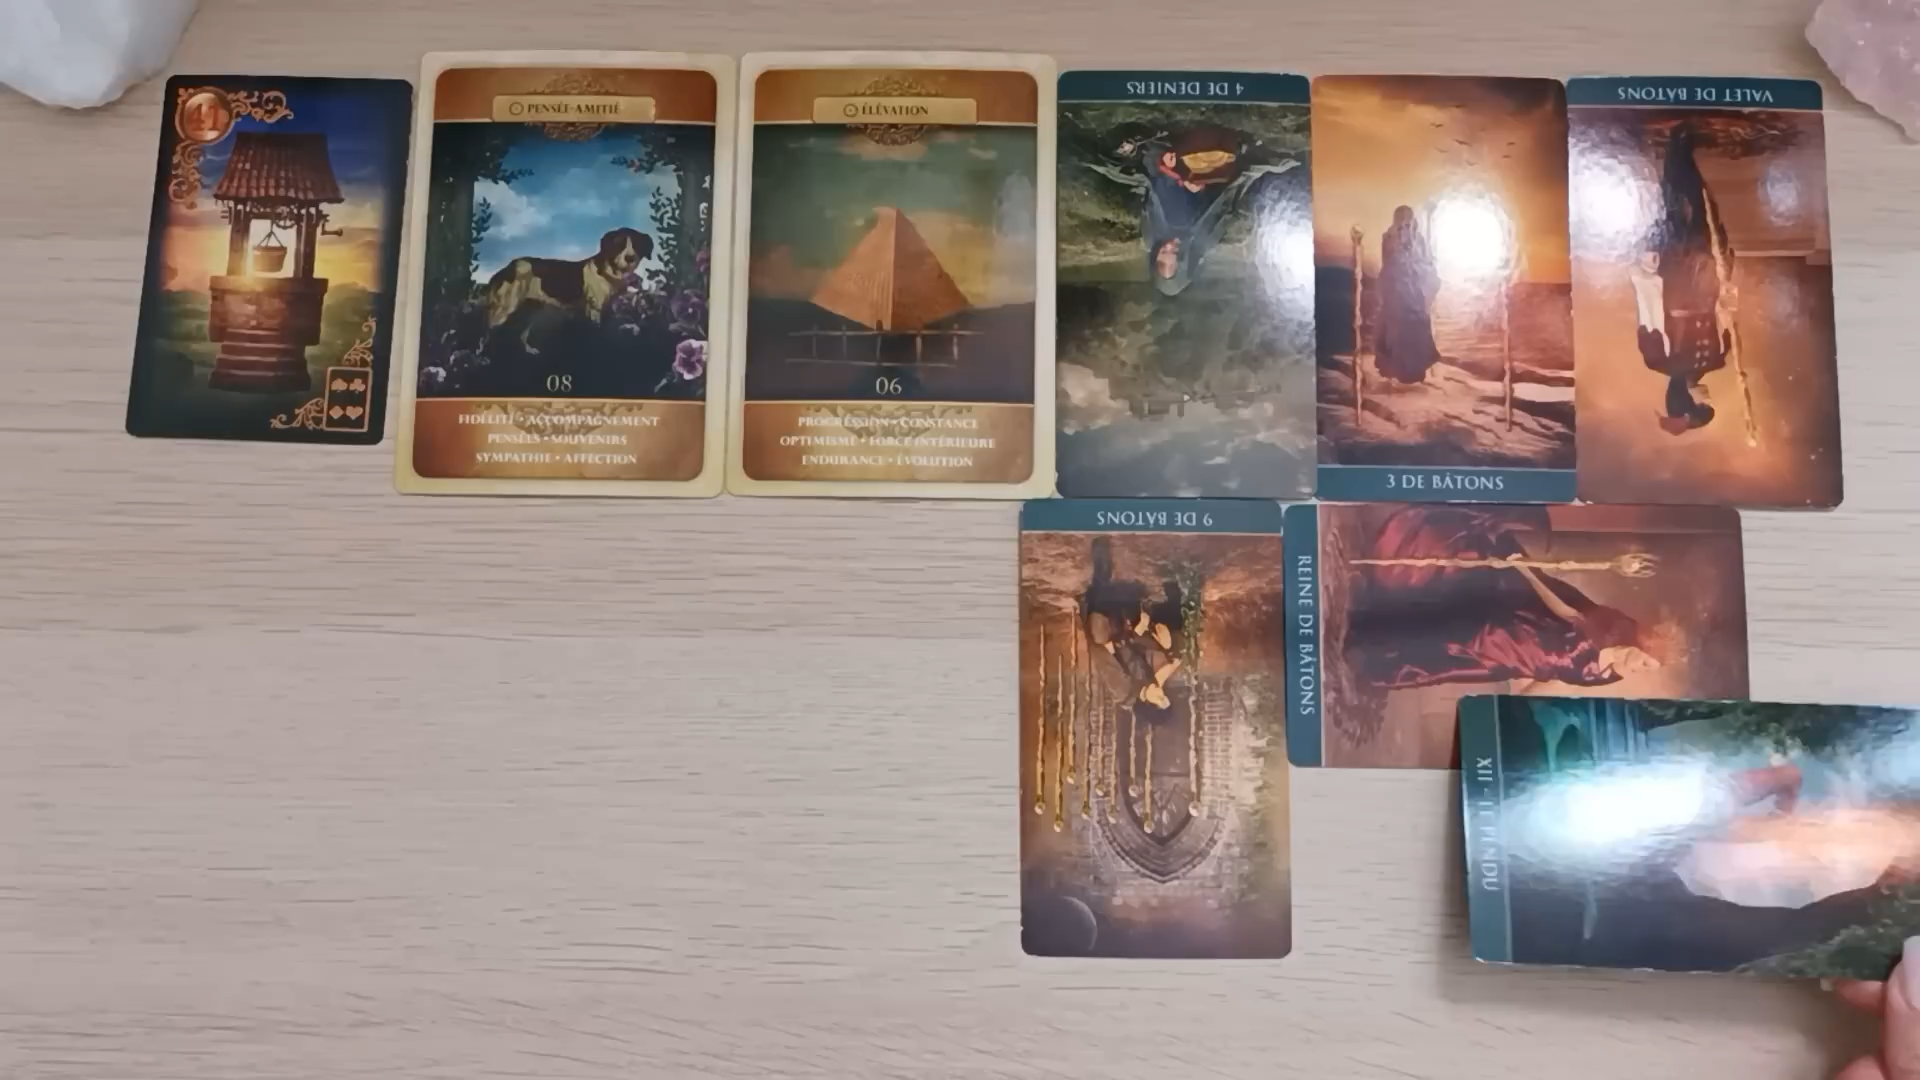 41
PENSÉE-AMITIÉ
08
FIDÉLITÉ • ACCOMPAGNEMENT
PENSÉES • SOUVENIRS
SYMPATHIE • AFFECTION
ÉLÉVATION
06
PROGRESSION • CONSTANCE
OPTIMISME • FORCE INTÉRIEURE
ENDURANCE • ÉVOLUTION
4 DE DENIERS
3 DE BÂTONS
VALET DE BÂTONS
9 DE BÂTONS
REINE DE BÂTONS
XII • LE PENDU